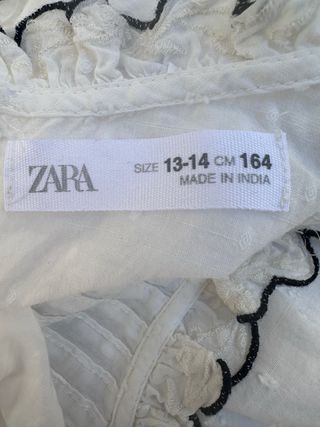 ZARA
SIZE 13-14 CM 164
MADE IN INDIA